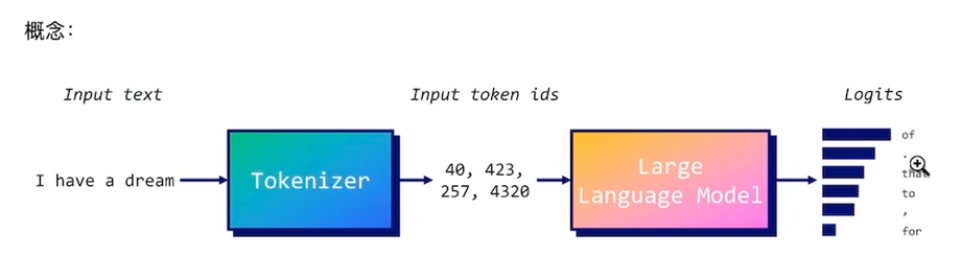 概念：
Input text
Input token ids
Logits
I have a dream
Tokenizer
40, 423,
257, 4320
Large
Language Model
of
.
that
to
,
for